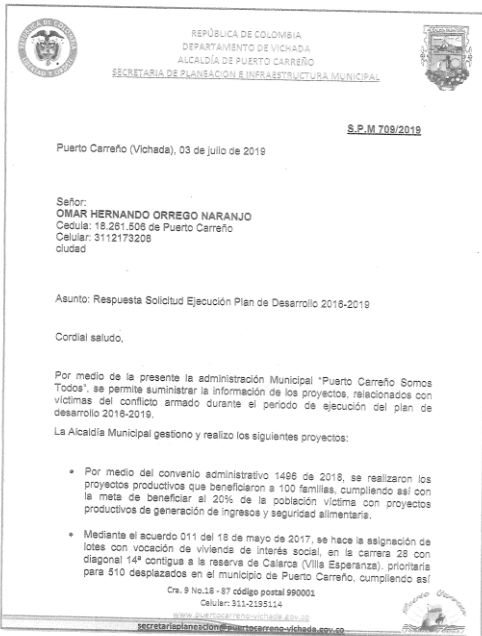 REPÚBLICA DE COLOMBIA
DEPARTAMENTO DE VICHADA
ALCALDÍA DE PUERTO CARREÑO
SECRETARIA DE PLANEACION E INFRAESTRUCTURA MUNICIPAL
S.P.M 709/2019
Puerto Carreño (Vichada), 03 de julio de 2019
Señor:
OMAR HERNANDO ORREGO NARANJO
Cedula: 18.261.506 de Puerto Carreño
Celular: 3112173208
ciudad
Asunto: Respuesta Solicitud Ejecución Plan de Desarrollo 2016-2019
Cordial saludo,
Por medio de la presente la administración Municipal "Puerto Carreño Somos
Todos", se permite suministrar la información de los proyectos, relacionados con
víctimas del conflicto armado durante el periodo de ejecución del plan de
desarrollo 2016-2019.
La Alcaldía Municipal gestiono y realizo los siguientes proyectos:
• Por medio del convenio administrativo 1496 de 2018, se realizaron los
proyectos productivos que beneficiaron a 100 familias, cumpliendo así con
la meta de beneficiar al 20% de la población víctima con proyectos
productivos de generación de ingresos y seguridad alimentaria.
• Mediante el acuerdo 011 del 18 de mayo de 2017, se hace la asignación de
lotes con vocación de vivienda de interés social, en la carrera 28 con
diagonal 14ª contigua a la reserva de Calarca (Villa Esperanza). prioritaria
para 510 desplazados en el municipio de Puerto Carreño, cumpliendo así
Cra. 9 No.18 - 87 código postal 990001
Celular: 311-2195114
www.puertocarreno-vichada.gov.co
secretariaplaneacion@puertocarreno-vichada.gov.co